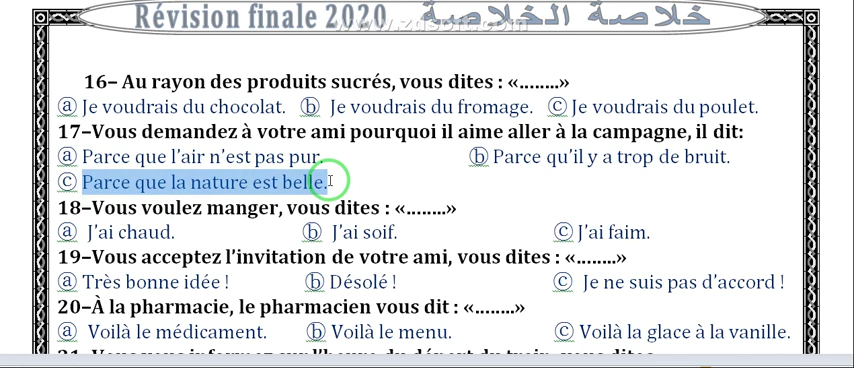 Révision finale 2020 خلاصة الخلاصة
www.zdsoft.com
16– Au rayon des produits sucrés, vous dites : «........»
ⓐ Je voudrais du chocolat. ⓑ Je voudrais du fromage. ⓒ Je voudrais du poulet.
17–Vous demandez à votre ami pourquoi il aime aller à la campagne, il dit:
ⓐ Parce que l’air n’est pas pur. ⓑ Parce qu’il y a trop de bruit.
ⓒ Parce que la nature est belle.
18–Vous voulez manger, vous dites : «........»
ⓐ J’ai chaud. ⓑ J’ai soif. ⓒ J’ai faim.
19–Vous acceptez l’invitation de votre ami, vous dites : «........»
ⓐ Très bonne idée ! ⓑ Désolé ! ⓒ Je ne suis pas d’accord !
20–À la pharmacie, le pharmacien vous dit : «........»
ⓐ Voilà le médicament. ⓑ Voilà le menu. ⓒ Voilà la glace à la vanille.